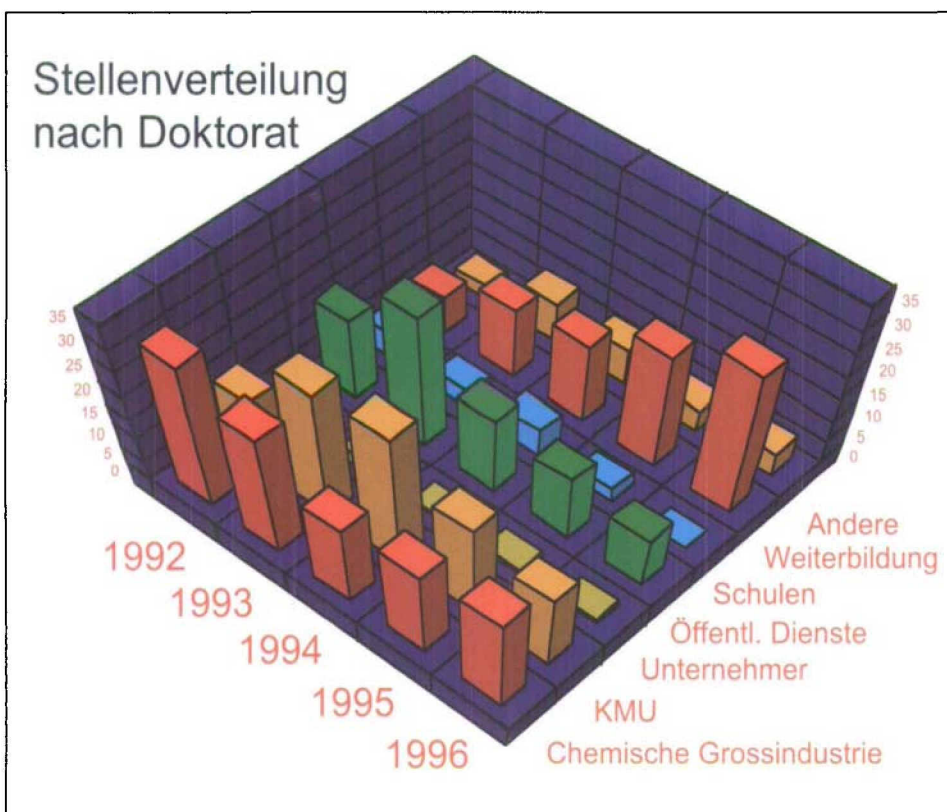 Stellenverteilung
nach Doktorat
35
30
25
20
15
10
5
0
35
30
25
20
15
10
5
0
1992
1993
1994
1995
1996
Andere
Weiterbildung
Schulen
Öffentl. Dienste
Unternehmer
KMU
Chemische Grossindustrie